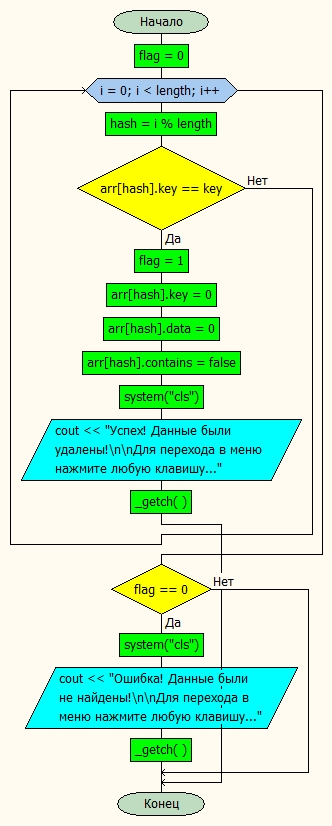 Начало
flag = 0
i = 0; i < length; i++
hash = i % length
arr[hash].key == key
Нет
Да
flag = 1
arr[hash].key = 0
arr[hash].data = 0
arr[hash].contains = false
system("cls")
cout << "Успех! Данные были
удалены!\n\nДля перехода в меню
нажмите любую клавишу..."
_getch( )
flag == 0
Нет
Да
system("cls")
cout << "Ошибка! Данные были
не найдены!\n\nДля перехода в
меню нажмите любую клавишу..."
_getch( )
Конец